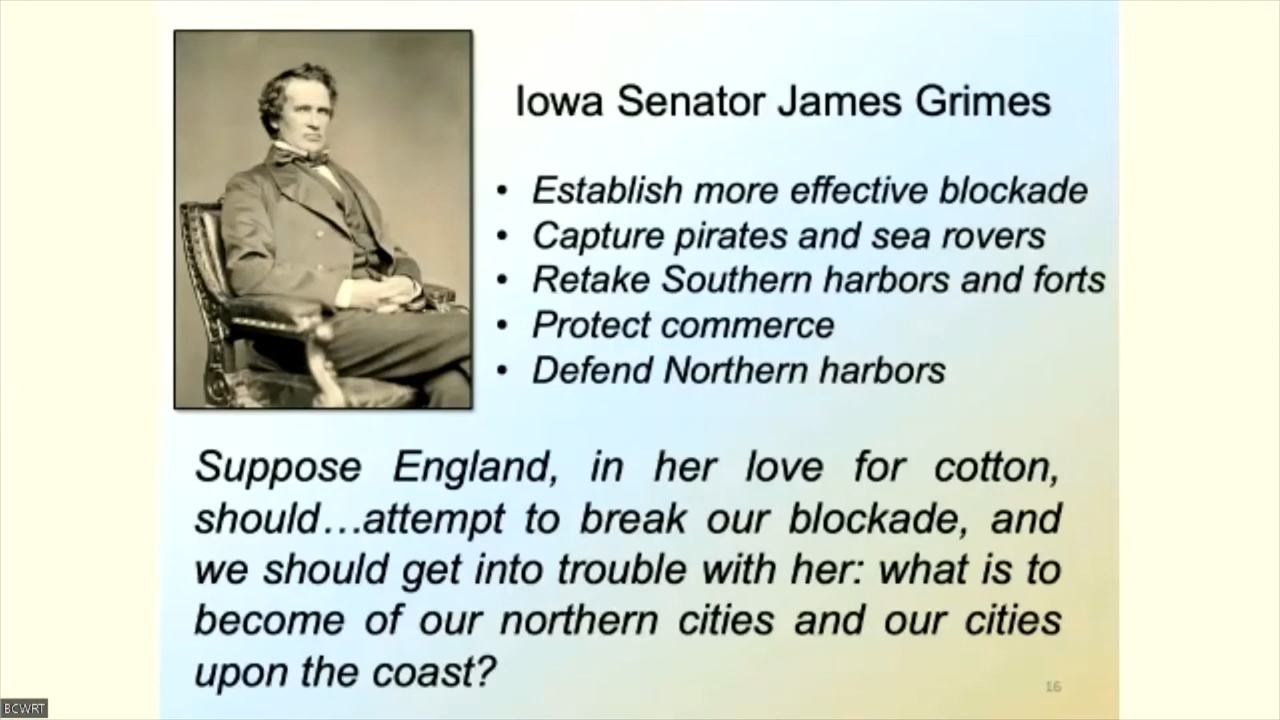 Iowa Senator James Grimes
• Establish more effective blockade
• Capture pirates and sea rovers
• Retake Southern harbors and forts
• Protect commerce
• Defend Northern harbors
Suppose England, in her love for cotton,
should…attempt to break our blockade, and
we should get into trouble with her: what is to
become of our northern cities and our cities
upon the coast?
16
BCWRT